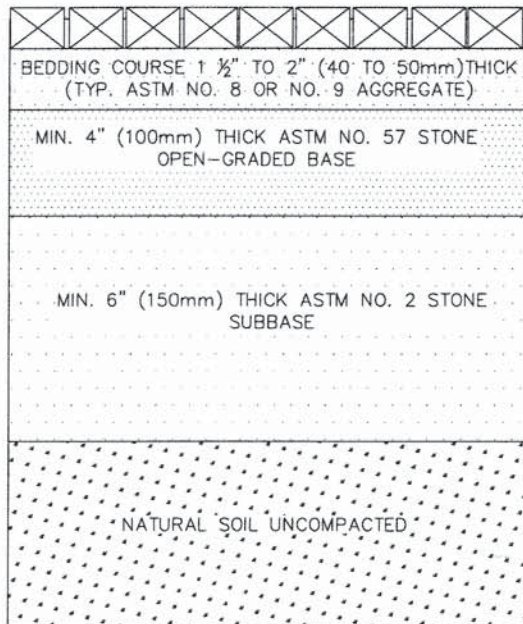 BEDDING COURSE 1 ½" TO 2" (40 TO 50mm)THICK
(TYP. ASTM NO. 8 OR NO. 9 AGGREGATE)
MIN. 4" (100mm) THICK ASTM NO. 57 STONE
OPEN-GRADED BASE
MIN. 6" (150mm) THICK ASTM NO. 2 STONE
SUBBASE
NATURAL SOIL UNCOMPACTED